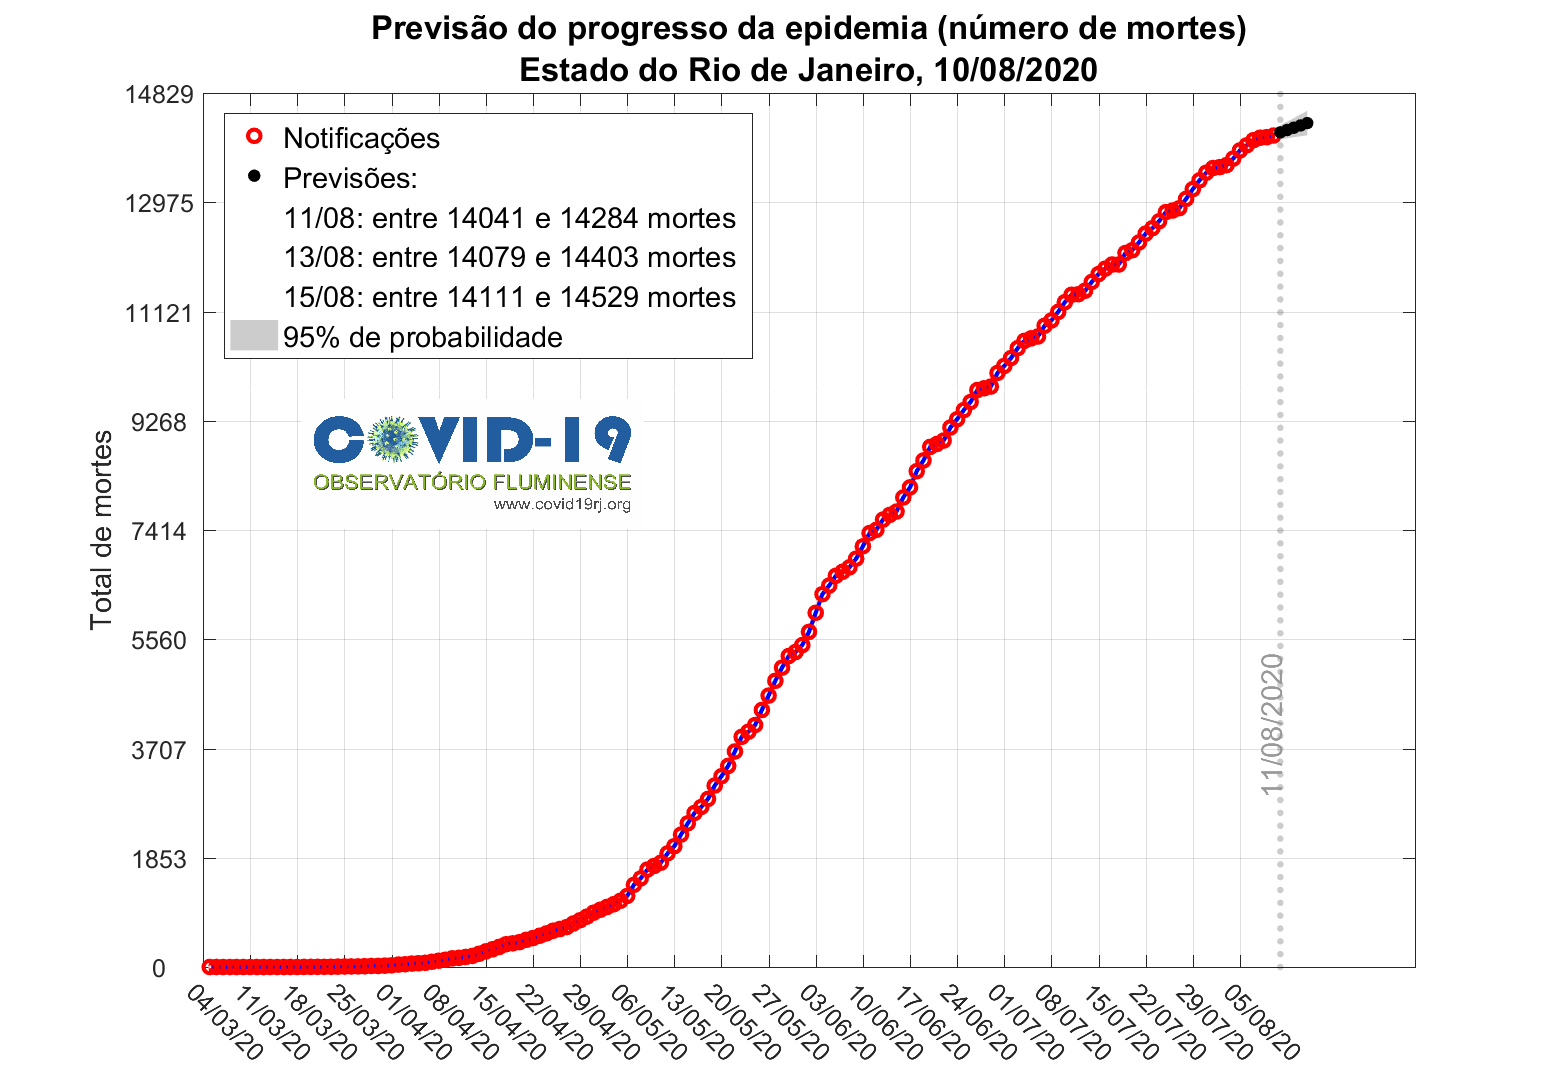 Previsão do progresso da epidemia (número de mortes)
Estado do Rio de Janeiro, 10/08/2020
14829
12975
11121
9268
7414
5560
3707
1853
0
Total de mortes
Notificações
Previsões:
11/08: entre 14041 e 14284 mortes
13/08: entre 14079 e 14403 mortes
15/08: entre 14111 e 14529 mortes
95% de probabilidade
COVID-19
OBSERVATÓRIO FLUMINENSE
www.covid19rj.org
11/08/2020
04/03/20
11/03/20
18/03/20
25/03/20
01/04/20
08/04/20
15/04/20
22/04/20
29/04/20
06/05/20
13/05/20
20/05/20
27/05/20
03/06/20
10/06/20
17/06/20
24/06/20
01/07/20
08/07/20
15/07/20
22/07/20
29/07/20
05/08/20